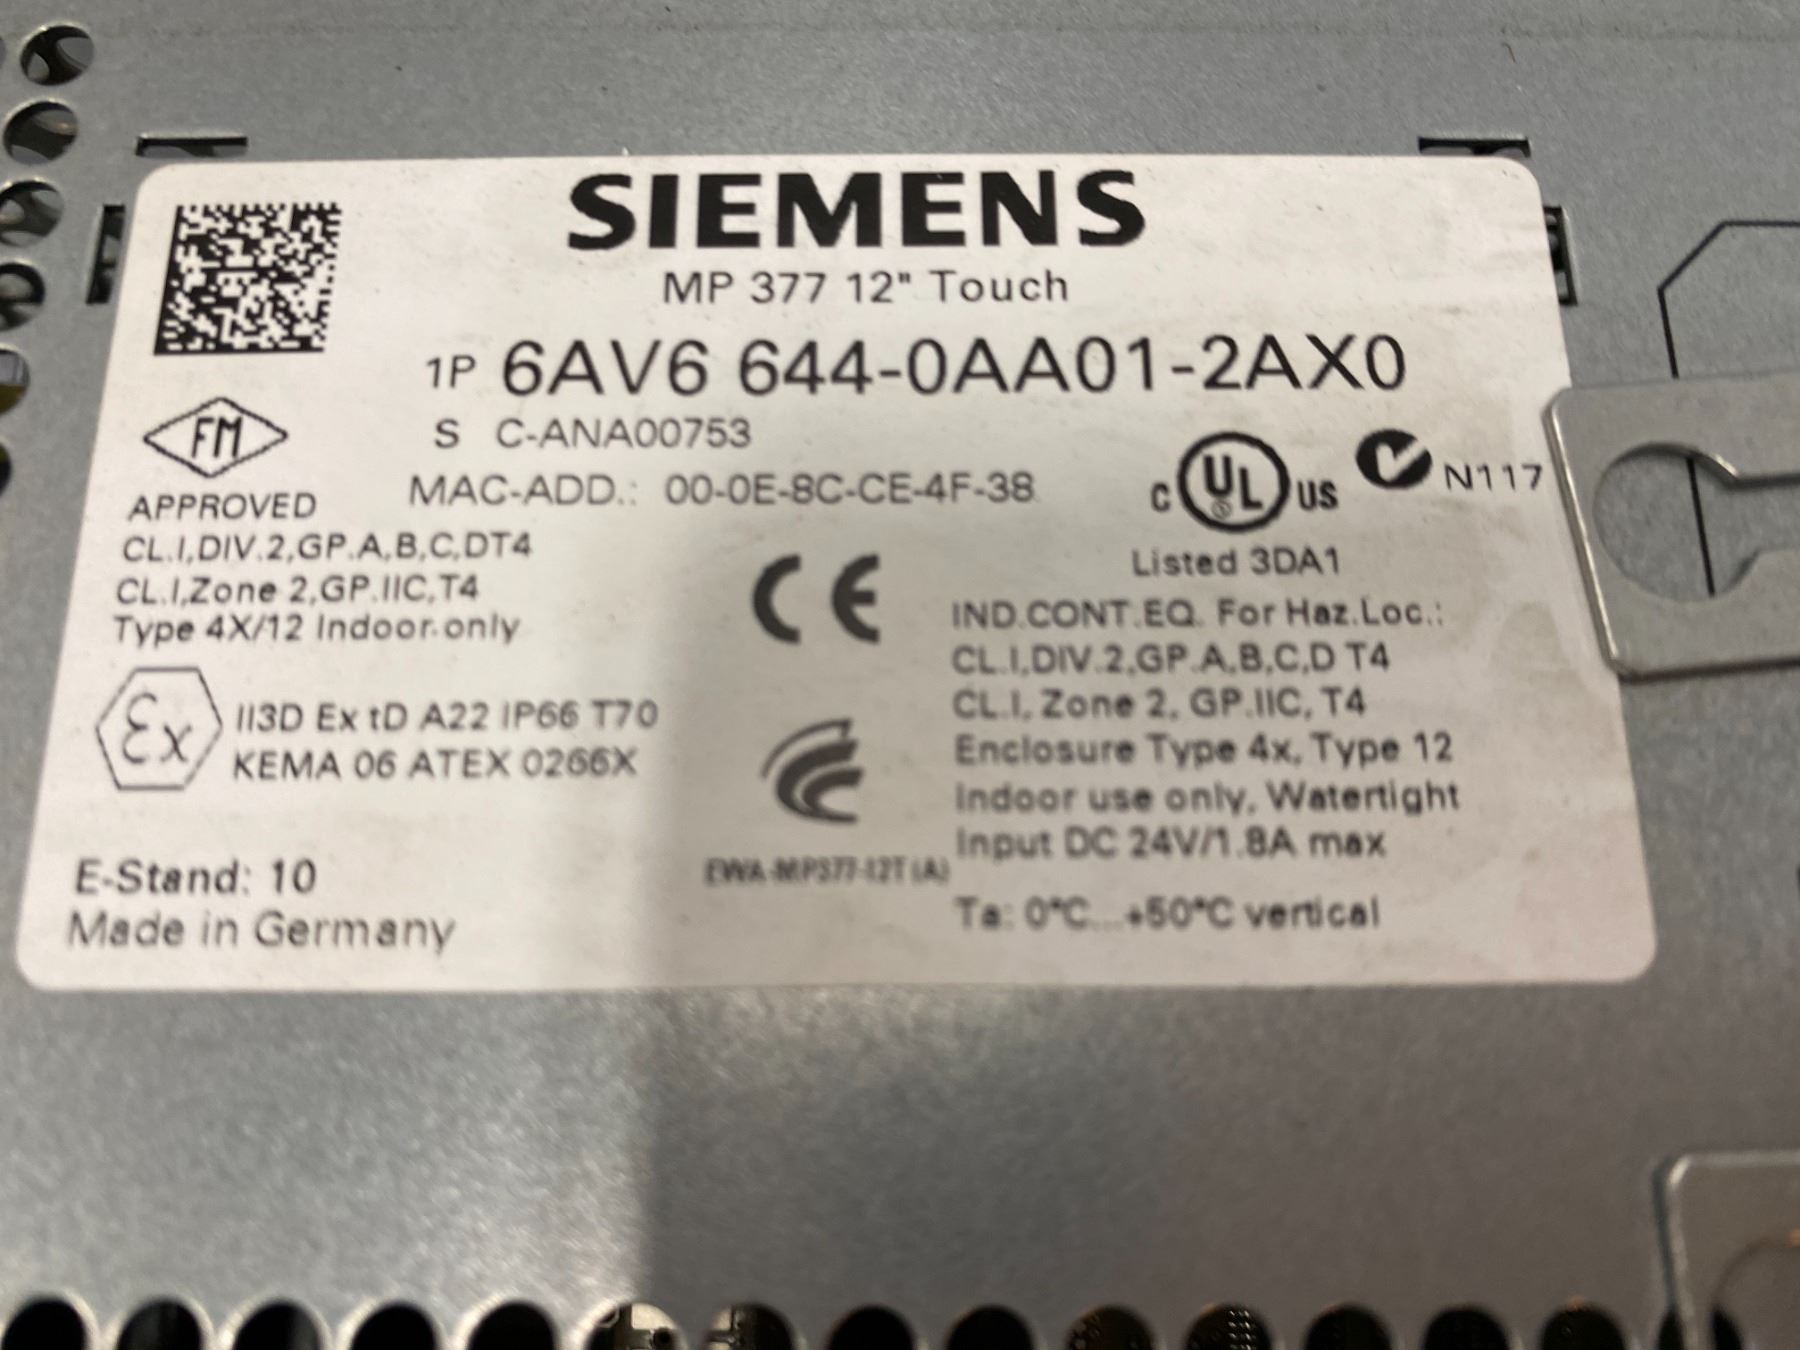 SIEMENS
MP 377 12" Touch
1P 6AV6 644-0AA01-2AX0
S C-ANA00753
MAC-ADD.: 00-0E-8C-CE-4F-38
FM
APPROVED
CL.I,DIV.2,GP.A,B,C,DT4
CL.I,Zone 2,GP.IIC,T4
Type 4X/12 Indoor only
Ex
II3D Ex tD A22 IP66 T70
KEMA 06 ATEX 0266X
E-Stand: 10
Made in Germany
CE
EWA-MP377-12T (A)
C UL ® US
N117
Listed 3DA1
IND.CONT.EQ. For Haz.Loc.:
CL.I,DIV.2,GP.A,B,C,D T4
CL.I, Zone 2, GP.IIC, T4
Enclosure Type 4x, Type 12
Indoor use only, Watertight
Input DC 24V/1.8A max
Ta: 0°C...+50°C vertical